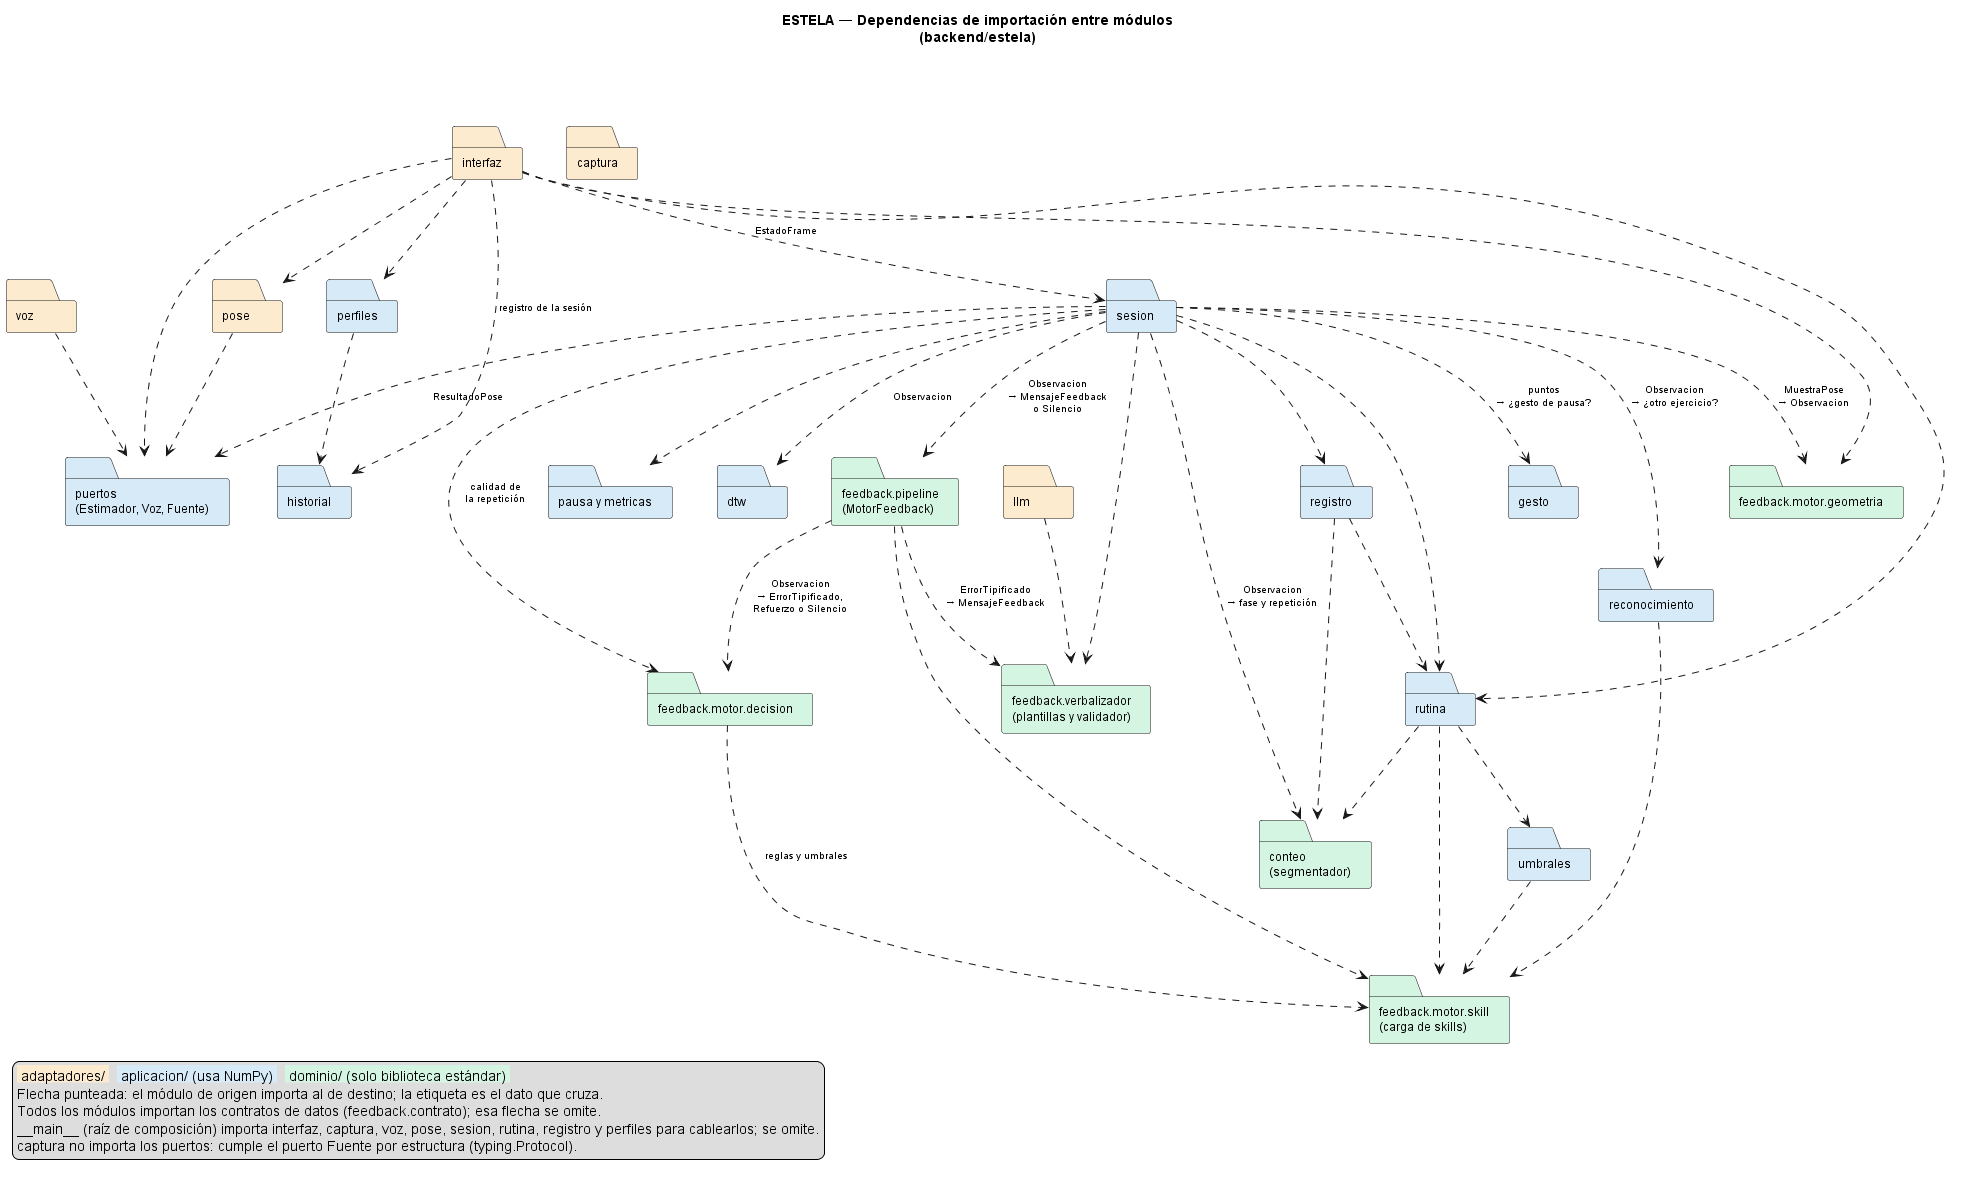 ESTELA — Dependencias de importación entre módulos
(backend/estela)
interfaz
captura
EstadoFrame
voz
pose
perfiles
registro de la sesión
sesion
ResultadoPose
Observacion
Observacion
→ MensajeFeedback
o Silencio
puntos
→ ¿gesto de pausa?
Observacion
→ ¿otro ejercicio?
MuestraPose
→ Observacion
puertos
(Estimador, Voz, Fuente)
historial
calidad de
la repetición
pausa y metricas
dtw
feedback.pipeline
(MotorFeedback)
llm
registro
gesto
feedback.motor.geometria
Observacion
→ ErrorTipificado,
Refuerzo o Silencio
ErrorTipificado
→ MensajeFeedback
Observacion
→ fase y repetición
reconocimiento
feedback.motor.decision
feedback.verbalizador
(plantillas y validador)
rutina
reglas y umbrales
conteo
(segmentador)
umbrales
feedback.motor.skill
(carga de skills)
adaptadores/ aplicacion/ (usa NumPy) dominio/ (solo biblioteca estándar)
Flecha punteada: el módulo de origen importa al de destino; la etiqueta es el dato que cruza.
Todos los módulos importan los contratos de datos (feedback.contrato); esa flecha se omite.
__main__ (raíz de composición) importa interfaz, captura, voz, pose, sesion, rutina, registro y perfiles para cablearlos; se omite.
captura no importa los puertos: cumple el puerto Fuente por estructura (typing.Protocol).